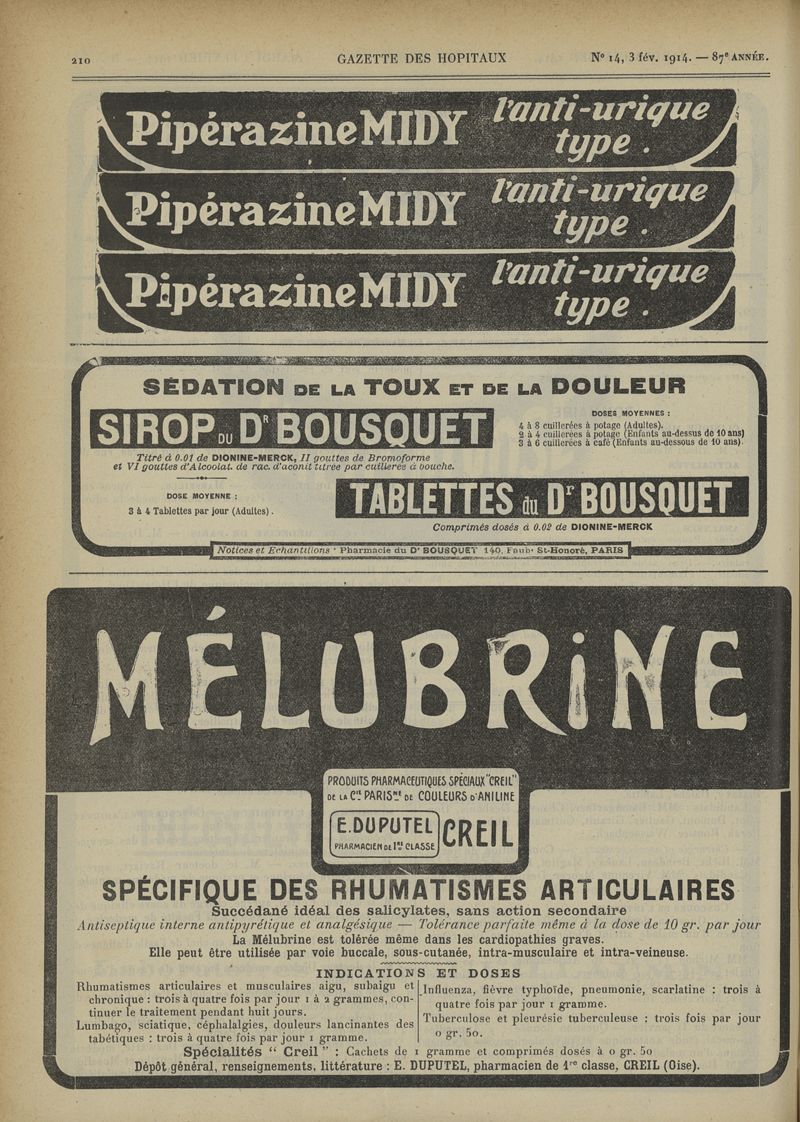 210 GAZETTE DES HOPITAUX N° 14, 3 fév. 1914. — 87e ANNÉE.
Pipérazine MIDY l'anti-urique
type.
Pipérazine MIDY l'anti-urique
type.
Pipérazine MIDY l'anti-urique
type.
SÉDATION DE LA TOUX ET DE LA DOULEUR
SIROP DU Dr BOUSQUET
Titré à 0.01 de DIONINE-MERCK, II gouttes de Bromoforme
et VI gouttes d'Alcoolat. de rac. d'aconit titrée par cuillerée à bouche.
DOSES MOYENNES :
4 à 8 cuillerées à potage (Adultes).
2 à 4 cuillerées à potage (Enfants au-dessus de 10 ans)
3 à 6 cuillerées à café (Enfants au-dessous de 10 ans).
DOSE MOYENNE :
3 à 4 Tablettes par jour (Adultes).
TABLETTES du Dr BOUSQUET
Comprimés dosés à 0.02 de DIONINE-MERCK
Notices et Echantillons : Pharmacie du Dr BOUSQUET 140, Faubg St-Honoré, PARIS
MÉLUBRINE
PRODUITS PHARMACEUTIQUES SPÉCIAUX "CREIL"
DE LA Cie PARISne DE COULEURS D'ANILINE
E. DUPUTEL
PHARMACIEN DE 1re CLASSE
CREIL
SPÉCIFIQUE DES RHUMATISMES ARTICULAIRES
Succédané idéal des salicylates, sans action secondaire
Antiseptique interne antipyrétique et analgésique — Tolérance parfaite même à la dose de 10 gr. par jour
La Mélubrine est tolérée même dans les cardiopathies graves.
Elle peut être utilisée par voie buccale, sous-cutanée, intra-musculaire et intra-veineuse.
INDICATIONS ET DOSES
Rhumatismes articulaires et musculaires aigu, subaigu et
chronique : trois à quatre fois par jour 1 à 2 grammes, con-
tinuer le traitement pendant huit jours.
Lumbago, sciatique, céphalalgies, douleurs lancinantes des
tabétiques : trois à quatre fois par jour 1 gramme.
Influenza, fièvre typhoïde, pneumonie, scarlatine : trois à
quatre fois par jour 1 gramme.
Tuberculose et pleurésie tuberculeuse : trois fois par jour
0 gr. 50.
Spécialités " Creil " : Cachets de 1 gramme et comprimés dosés à 0 gr. 50
Dépôt général, renseignements, littérature : E. DUPUTEL, pharmacien de 1re classe, CREIL (Oise).